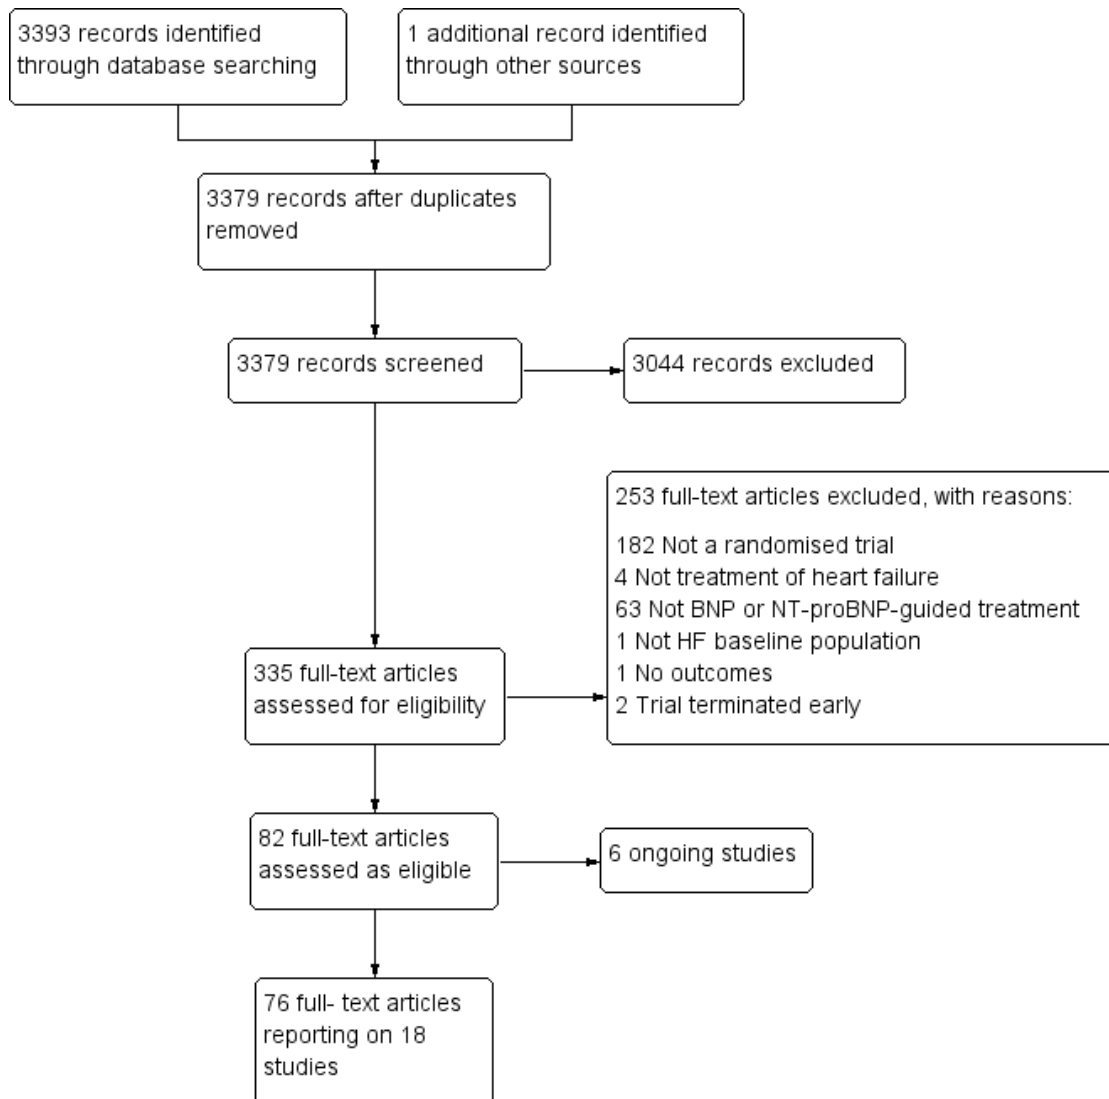 3393 records identified
through database searching
1 additional record identified
through other sources
3379 records after duplicates
removed
3379 records screened
3044 records excluded
253 full-text articles excluded, with reasons:
182 Not a randomised trial
4 Not treatment of heart failure
63 Not BNP or NT-proBNP-guided treatment
1 Not HF baseline population
1 No outcomes
2 Trial terminated early
335 full-text articles
assessed for eligibility
82 full-text articles
assessed as eligible
6 ongoing studies
76 full- text articles
reporting on 18
studies